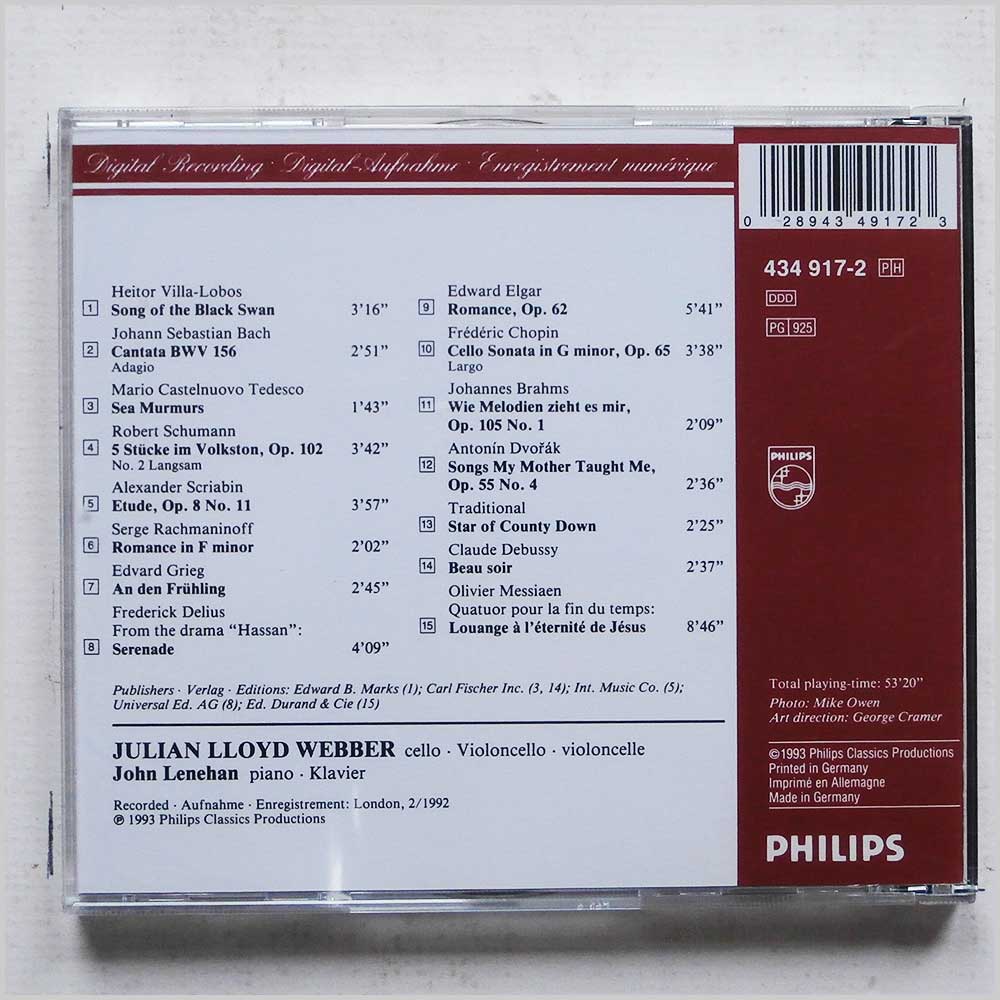 Digital Recording · Digital-Aufnahme · Enregistrement numérique
Heitor Villa-Lobos
1 Song of the Black Swan 3’16”
Johann Sebastian Bach
2 Cantata BWV 156 2’51”
Adagio
Mario Castelnuovo Tedesco
3 Sea Murmurs 1’43”
Robert Schumann
4 5 Stücke im Volkston, Op. 102 3’42”
No. 2 Langsam
Alexander Scriabin
5 Etude, Op. 8 No. 11 3’57”
Serge Rachmaninoff
6 Romance in F minor 2’02”
Edvard Grieg
7 An den Frühling 2’45”
Frederick Delius
From the drama “Hassan”:
8 Serenade 4’09”
Edward Elgar
9 Romance, Op. 62 5’41”
Frédéric Chopin
10 Cello Sonata in G minor, Op. 65 3’38”
Largo
Johannes Brahms
11 Wie Melodien zieht es mir,
Op. 105 No. 1 2’09”
Antonín Dvořák
12 Songs My Mother Taught Me,
Op. 55 No. 4 2’36”
Traditional
13 Star of County Down 2’25”
Claude Debussy
14 Beau soir 2’37”
Olivier Messiaen
Quatuor pour la fin du temps:
15 Louange à l’éternité de Jésus 8’46”
Publishers · Verlag · Editions: Edward B. Marks (1); Carl Fischer Inc. (3, 14); Int. Music Co. (5);
Universal Ed. AG (8); Ed. Durand & Cie (15)
JULIAN LLOYD WEBBER cello · Violoncello · violoncelle
John Lenehan piano · Klavier
Recorded · Aufnahme · Enregistrement: London, 2/1992
℗ 1993 Philips Classics Productions
0 28943 49172 3
434 917-2 PH
DDD
PG 925
PHILIPS
Total playing-time: 53’20”
Photo: Mike Owen
Art direction: George Cramer
©1993 Philips Classics Productions
Printed in Germany
Imprimé en Allemagne
Made in Germany
PHILIPS